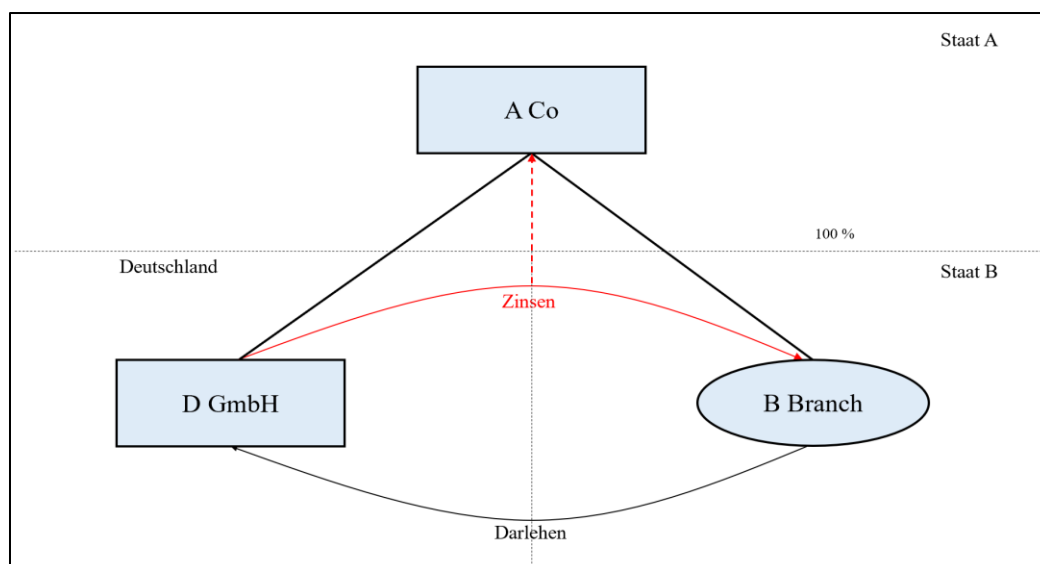 Staat A
A Co
100 %
Deutschland
Staat B
Zinsen
D GmbH
B Branch
Darlehen